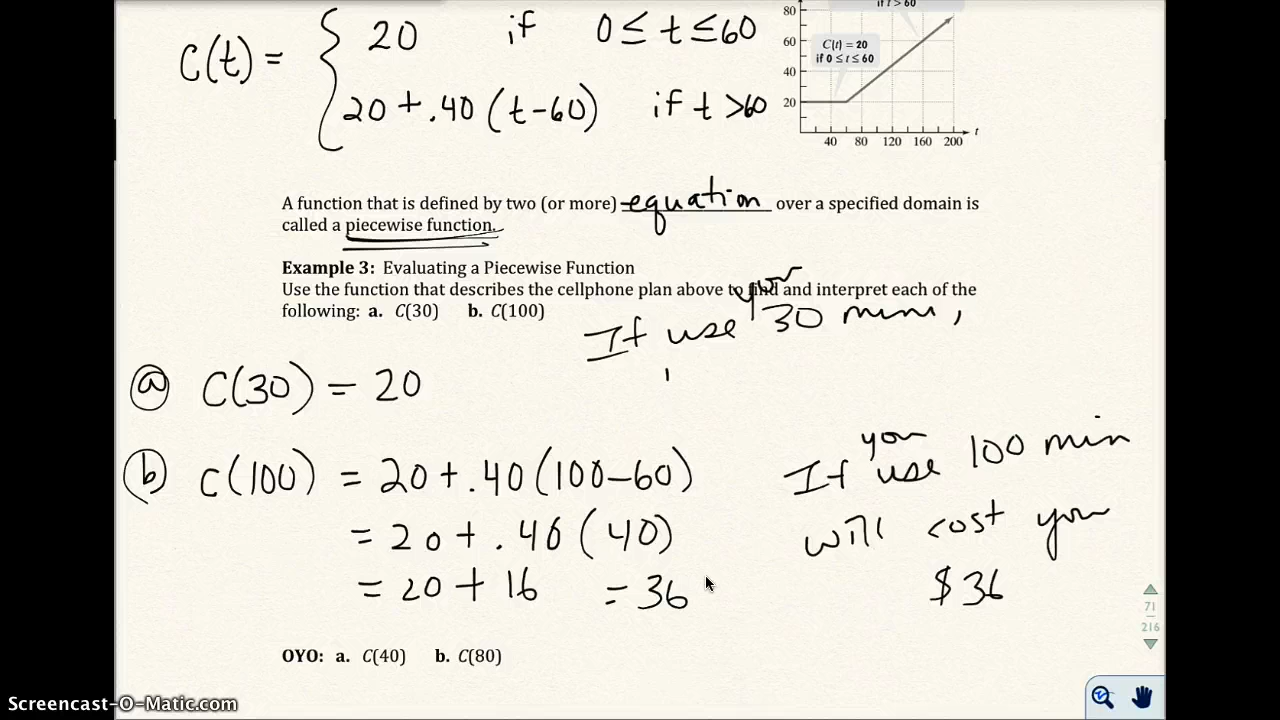 if t > 60
C(t) =
20 if 0 ≤ t ≤ 60
20 + .40 (t-60) if t > 60
80
60
40
20
C(t) = 20
if 0 ≤ t ≤ 60
40 80 120 160 200
t
A function that is defined by two (or more) equation over a specified domain is
called a piecewise function.
Example 3: Evaluating a Piecewise Function
Use the function that describes the cellphone plan above to find and interpret each of the
following: a. C(30) b. C(100)
you
If use 30 mins,
a C(30) = 20
b C(100) = 20 + .40 (100-60)
= 20 + .40 (40)
= 20 + 16 = 36
you
If use 100 min
will cost you
$36
OYO: a. C(40) b. C(80)
71
216
Screencast-O-Matic.com